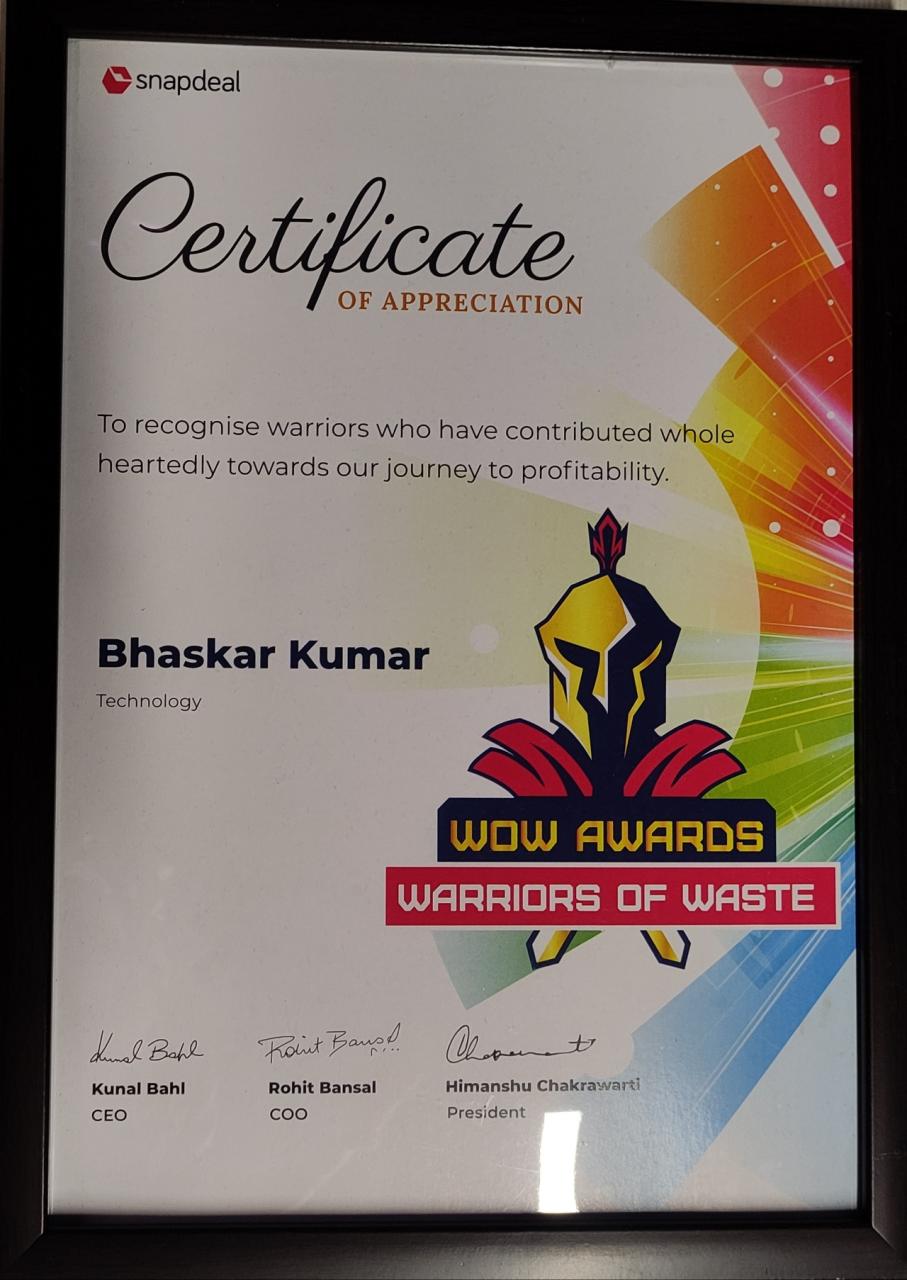 snapdeal
Certificate
OF APPRECIATION
To recognise warriors who have contributed whole
heartedly towards our journey to profitability.
Bhaskar Kumar
Technology
WOW AWARDS
WARRIORS OF WASTE
Kunal Bahl
Rohit Bansal
Kunal Bahl
CEO
Rohit Bansal
COO
Himanshu Chakrawarti
President